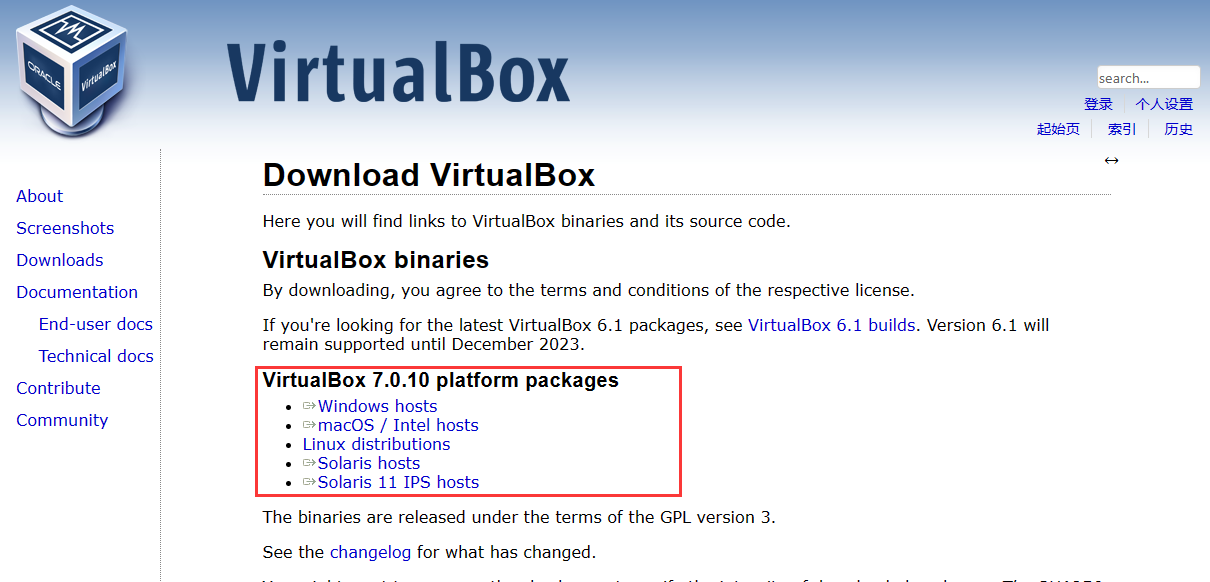 ORACLE
VirtualBox
VirtualBox
search...
登录 个人设置
起始页 索引 历史
About
Screenshots
Downloads
Documentation
End-user docs
Technical docs
Contribute
Community
Download VirtualBox
Here you will find links to VirtualBox binaries and its source code.
VirtualBox binaries
By downloading, you agree to the terms and conditions of the respective license.
If you're looking for the latest VirtualBox 6.1 packages, see VirtualBox 6.1 builds. Version 6.1 will
remain supported until December 2023.
VirtualBox 7.0.10 platform packages
Windows hosts
macOS / Intel hosts
Linux distributions
Solaris hosts
Solaris 11 IPS hosts
The binaries are released under the terms of the GPL version 3.
See the changelog for what has changed.